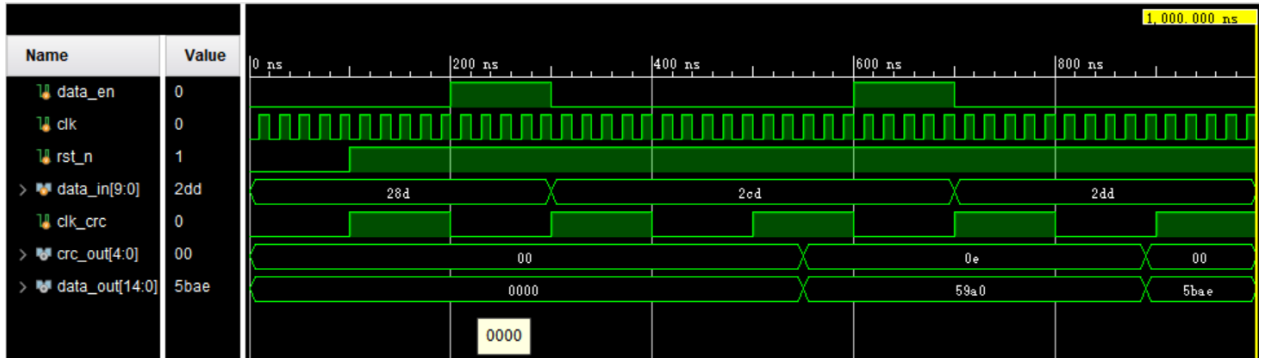 1,000.000 ns
Name Value 0 ns 200 ns 400 ns 600 ns 800 ns
data_en 0
clk 0
rst_n 1
data_in[9:0] 2dd 28d 2cd 2dd
clk_crc 0
crc_out[4:0] 00 00 0e 00
data_out[14:0] 5bae 0000 59a0 5bae
0000